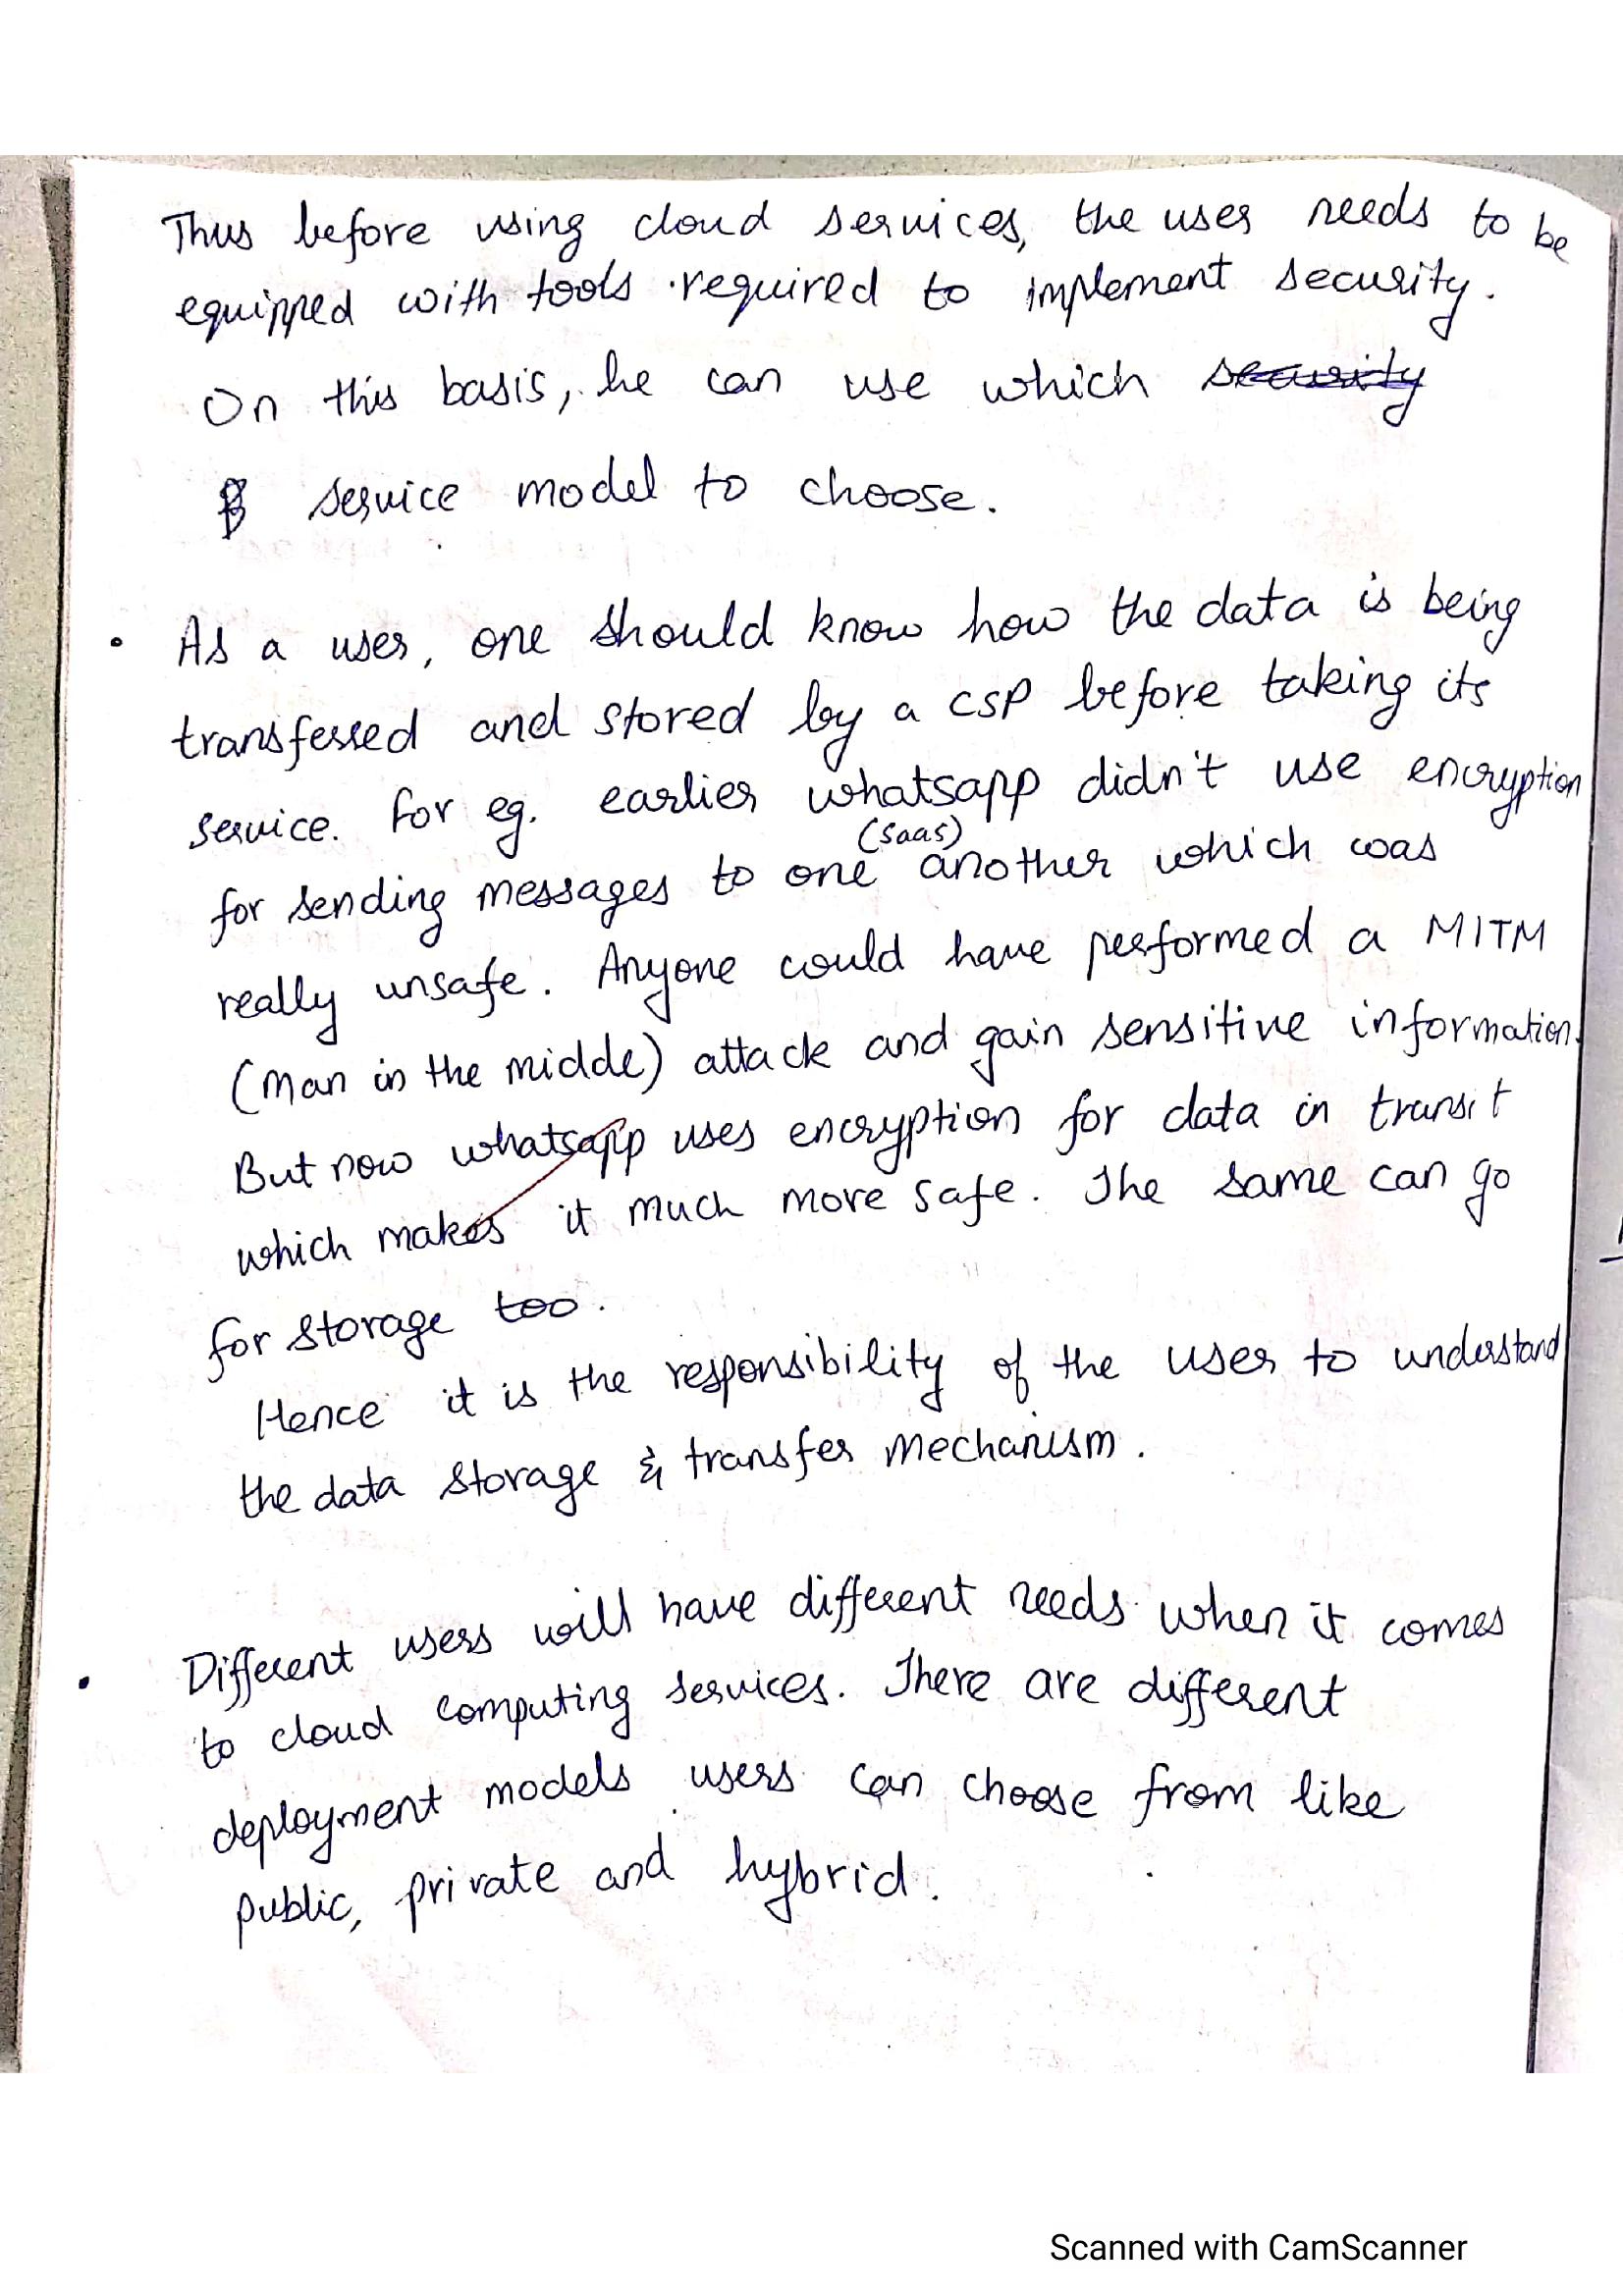 Thus before using cloud services, the user needs to be
equipped with tools required to implement security.
On this basis, he can use which security
service model to choose.
• As a user, one should know how the data is being
transferred and stored by a CSP before taking its
service. For eg. earlier whatsapp didn't use encryption
(saas)
for sending messages to one another which was
really unsafe. Anyone could have performed a MITM
(Man in the midde) attack and gain sensitive information.
But now whatsapp uses encryption for data in transit
which makes it much more safe. The same can go
for storage too.
Hence it is the responsibility of the user to understand
the data storage & transfer mechanism.
• Different users will have different needs when it comes
to cloud computing services. There are different
deployment models users can choose from like
public, private and hybrid.
Scanned with CamScanner